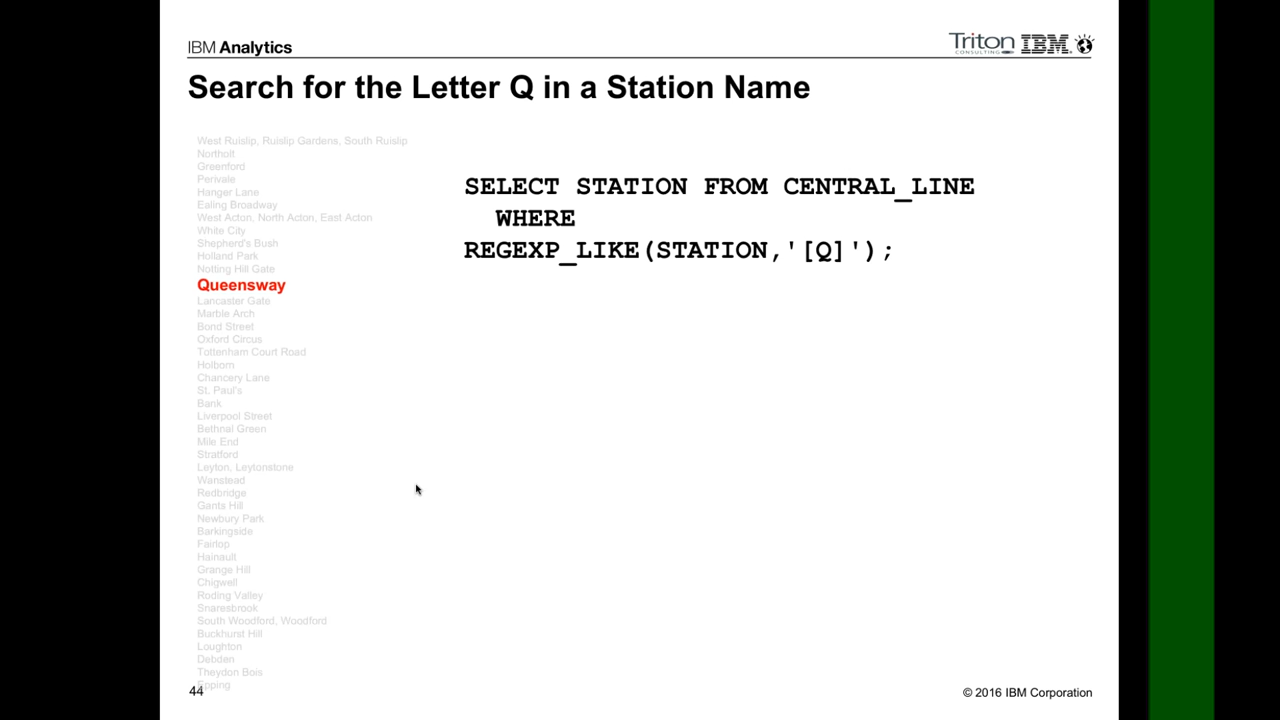 IBM Analytics
Triton CONSULTING IBM
Search for the Letter Q in a Station Name
West Ruislip, Ruislip Gardens, South Ruislip
Northolt
Greenford
Perivale
Hanger Lane
Ealing Broadway
West Acton, North Acton, East Acton
White City
Shepherd's Bush
Holland Park
Notting Hill Gate
Queensway
Lancaster Gate
Marble Arch
Bond Street
Oxford Circus
Tottenham Court Road
Holborn
Chancery Lane
St. Paul's
Bank
Liverpool Street
Bethnal Green
Mile End
Stratford
Leyton, Leytonstone
Wanstead
Redbridge
Gants Hill
Newbury Park
Barkingside
Fairlop
Hainault
Grange Hill
Chigwell
Roding Valley
Snaresbrook
South Woodford, Woodford
Buckhurst Hill
Loughton
Debden
Theydon Bois
Epping
SELECT STATION FROM CENTRAL_LINE
WHERE
REGEXP_LIKE(STATION,'[Q]');
44
© 2016 IBM Corporation